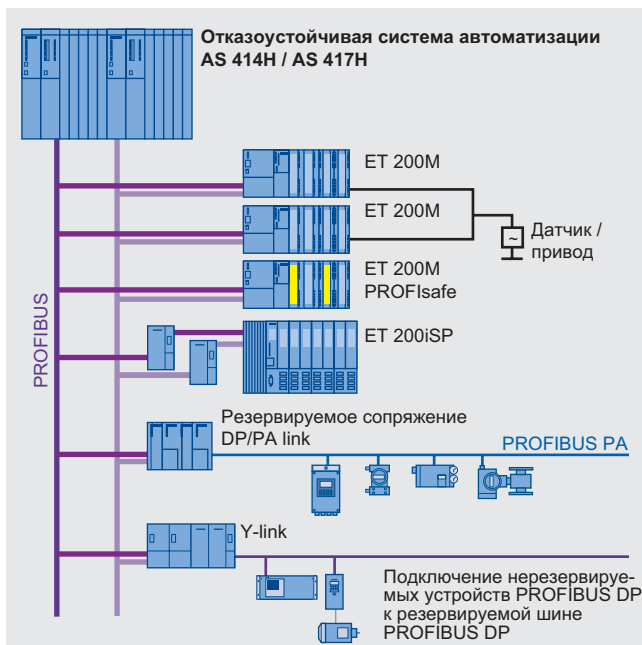 Отказоустойчивая система автоматизации
AS 414H / AS 417H
ET 200M
ET 200M
Датчик /
привод
~
ET 200M
PROFIsafe
ET 200iSP
PROFIBUS
Резервируемое сопряжение
DP/PA link
PROFIBUS PA
Y-link
Подключение нерезервируе-
мых устройств PROFIBUS DP
к резервируемой шине
PROFIBUS DP